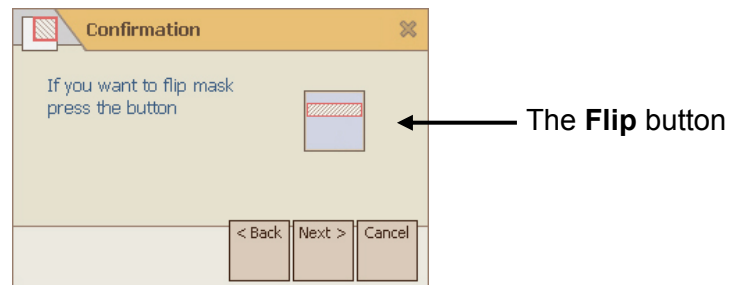 Confirmation
If you want to flip mask
press the button
The Flip button
< Back Next > Cancel